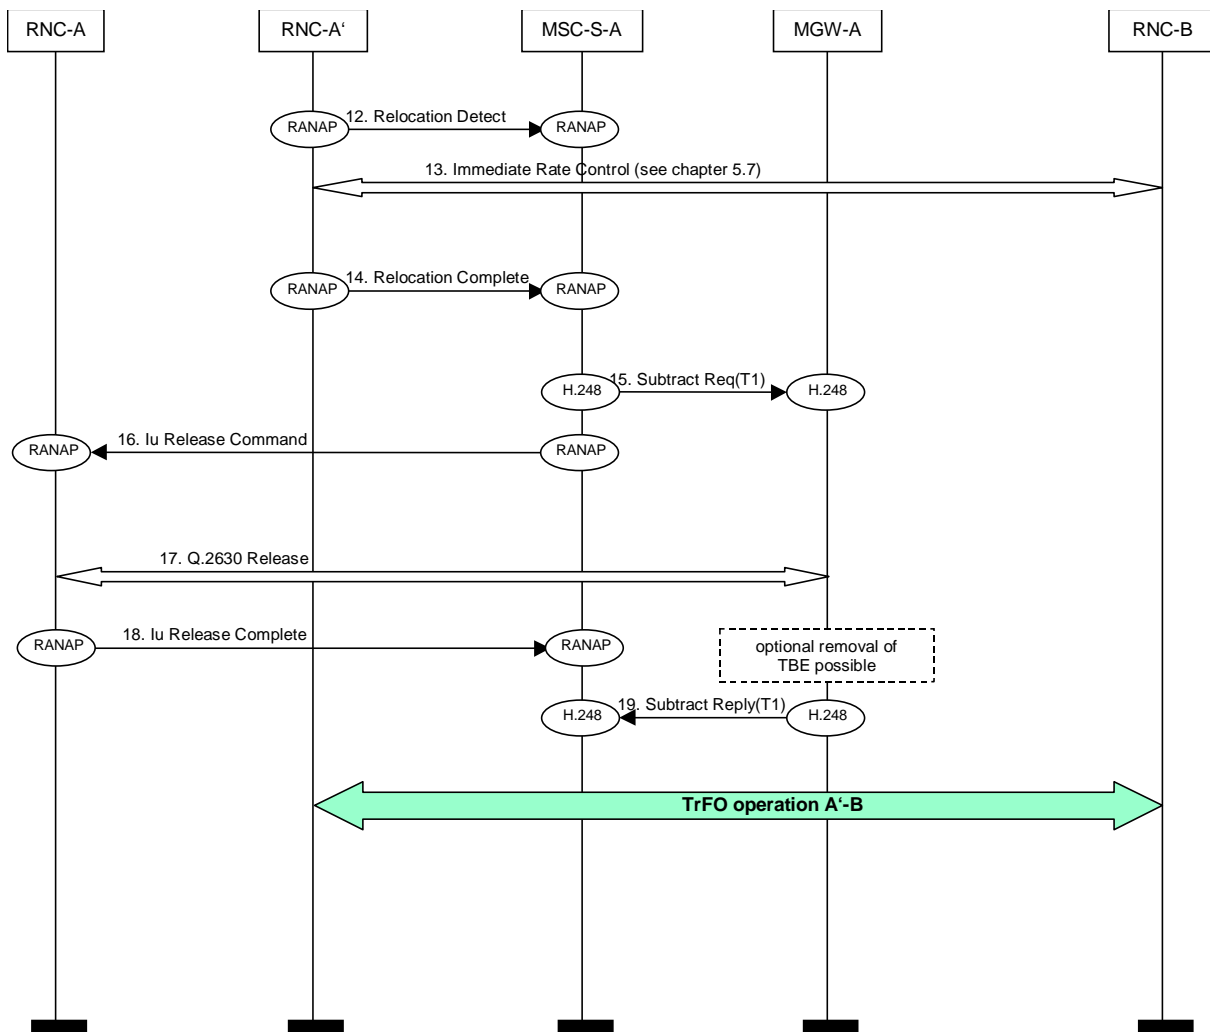 RNC-A
RNC-A‘
MSC-S-A
MGW-A
RNC-B
12. Relocation Detect
RANAP
RANAP
13. Immediate Rate Control (see chapter 5.7)
14. Relocation Complete
RANAP
RANAP
15. Subtract Req(T1)
H.248
H.248
16. Iu Release Command
RANAP
RANAP
17. Q.2630 Release
18. Iu Release Complete
RANAP
RANAP
optional removal of
TBE possible
19. Subtract Reply(T1)
H.248
H.248
TrFO operation A‘-B